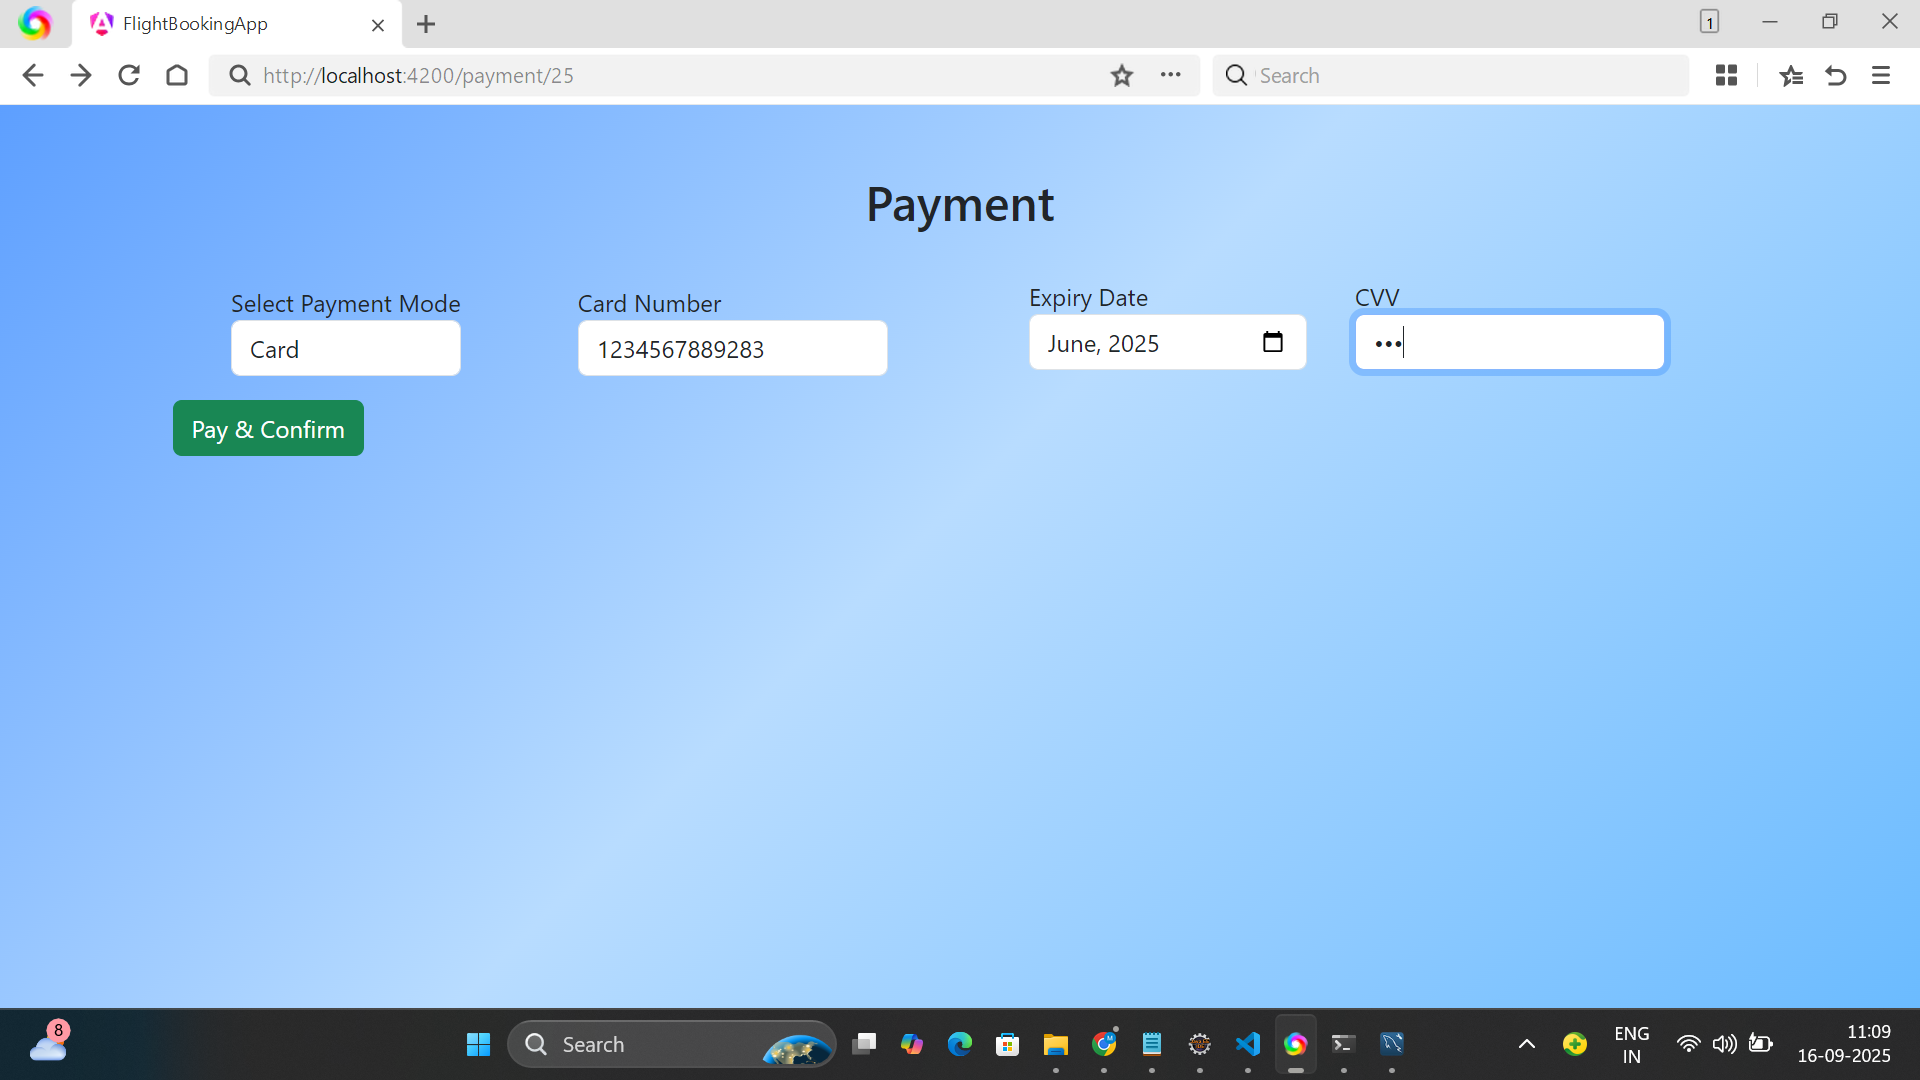 FlightBookingApp
1
http://localhost:4200/payment/25
Search
Payment
Select Payment Mode
Card Number
Expiry Date
CVV
Card
1234567889283
June, 2025
•••
Pay & Confirm
8
Search
ENG
IN
11:09
16-09-2025